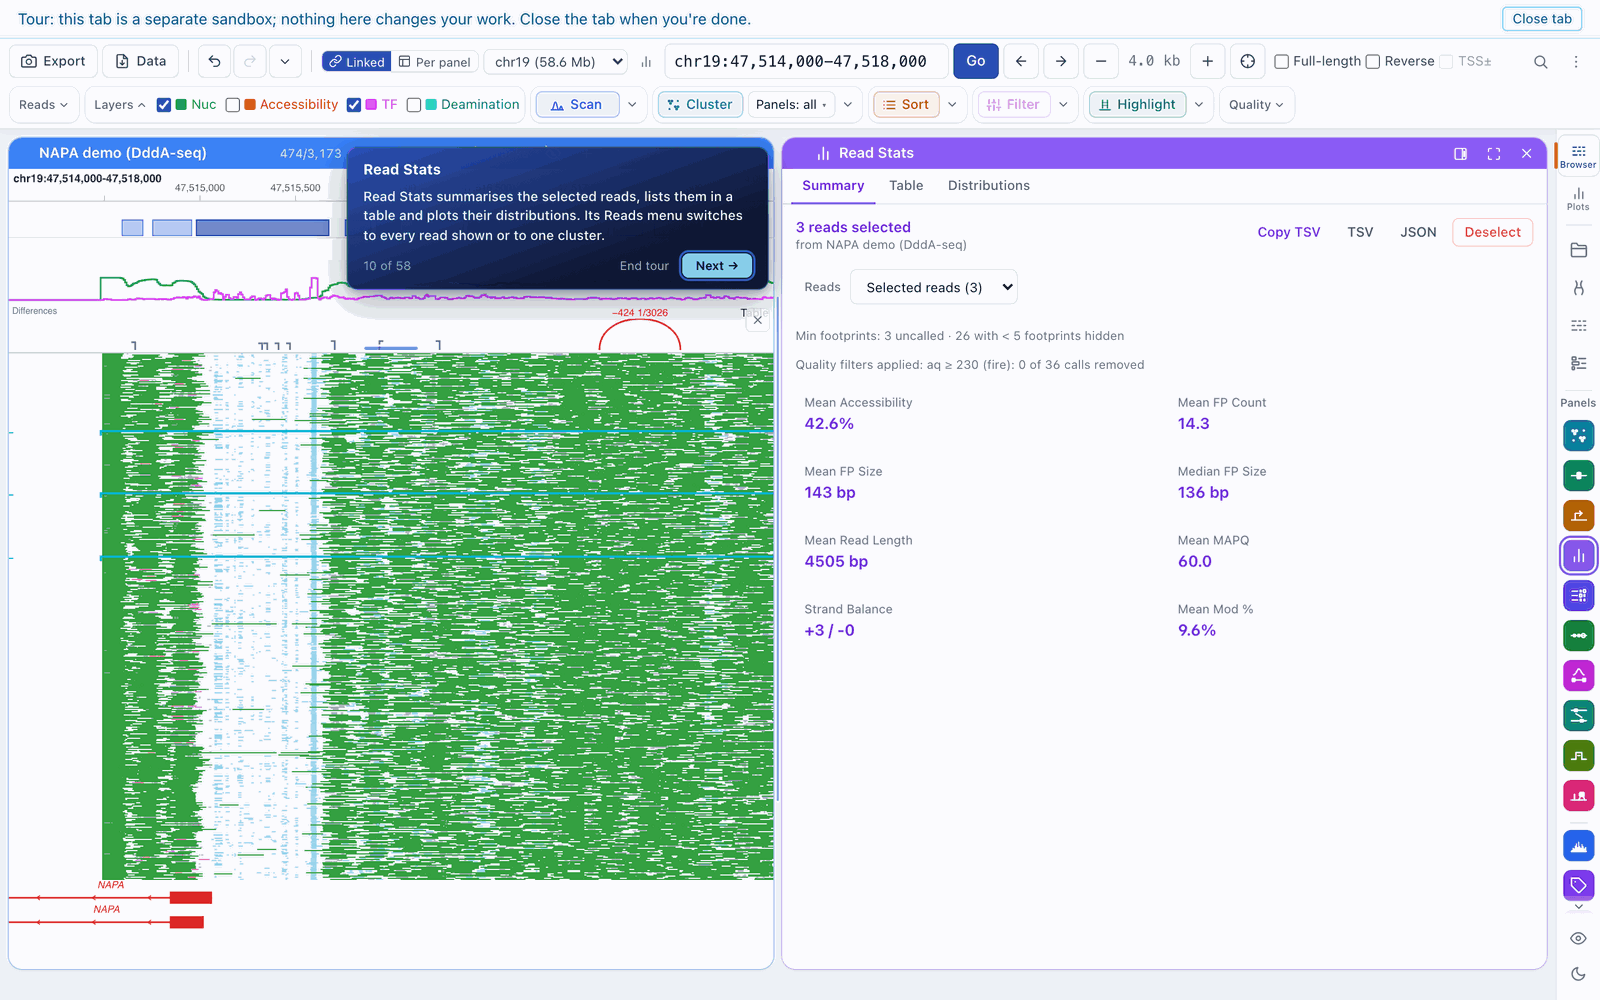 Tour: this tab is a separate sandbox; nothing here changes your work. Close the tab when you're done.
Close tab
Export
Data
Linked
Per panel
chr19 (58.6 Mb)
chr19:47,514,000–47,518,000
Go
4.0 kb
Full-length
Reverse
TSS±
Reads
Layers
Nuc
Accessibility
TF
Deamination
Scan
Cluster
Panels: all
Sort
Filter
Highlight
Quality
NAPA demo (DddA-seq)
474/3,173
chr19:47,514,000-47,518,000
47,515,000
47,515,500
Read Stats
Read Stats summarises the selected reads, lists them in a
table and plots their distributions. Its Reads menu switches
to every read shown or to one cluster.
10 of 58
End tour
Next →
Differences
−424 1/3026
NAPA
NAPA
Read Stats
Summary
Table
Distributions
3 reads selected
from NAPA demo (DddA-seq)
Copy TSV
TSV
JSON
Deselect
Reads
Selected reads (3)
Min footprints: 3 uncalled · 26 with < 5 footprints hidden
Quality filters applied: aq ≥ 230 (fire): 0 of 36 calls removed
Mean Accessibility
42.6%
Mean FP Count
14.3
Mean FP Size
143 bp
Median FP Size
136 bp
Mean Read Length
4505 bp
Mean MAPQ
60.0
Strand Balance
+3 / -0
Mean Mod %
9.6%
Browser
Plots
Panels